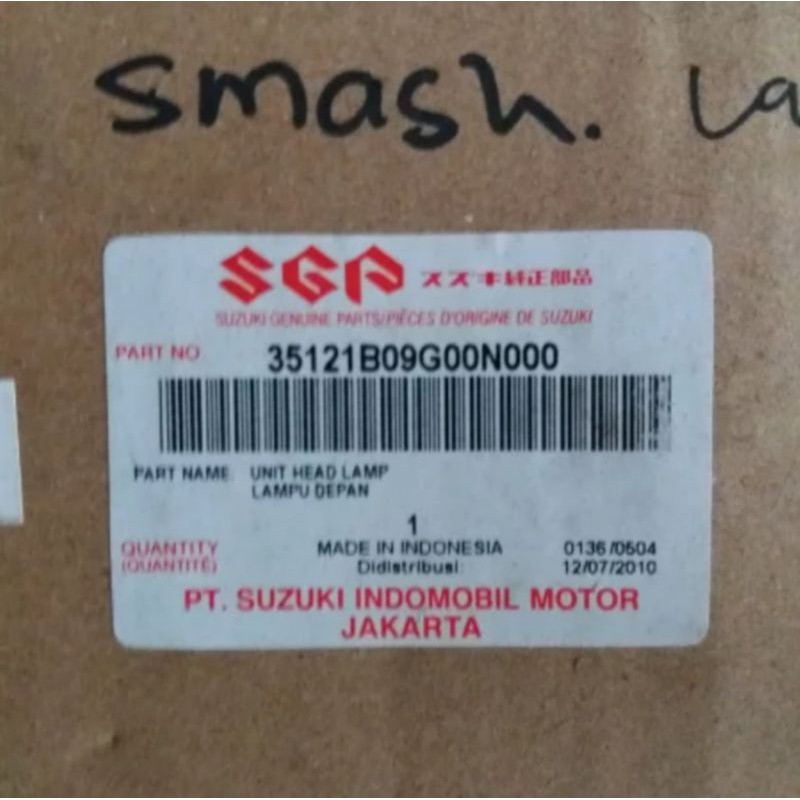 smash. La
SGP スズキ純正部品
SUZUKI GENUINE PARTS/PIÈCES D'ORIGINE DE SUZUKI
PART NO 35121B09G00N000
PART NAME UNIT HEAD LAMP
LAMPU DEPAN
1
QUANTITY MADE IN INDONESIA 0136/0504
(QUANTITÉ) Didistribusi 12/07/2010
PT. SUZUKI INDOMOBIL MOTOR
JAKARTA